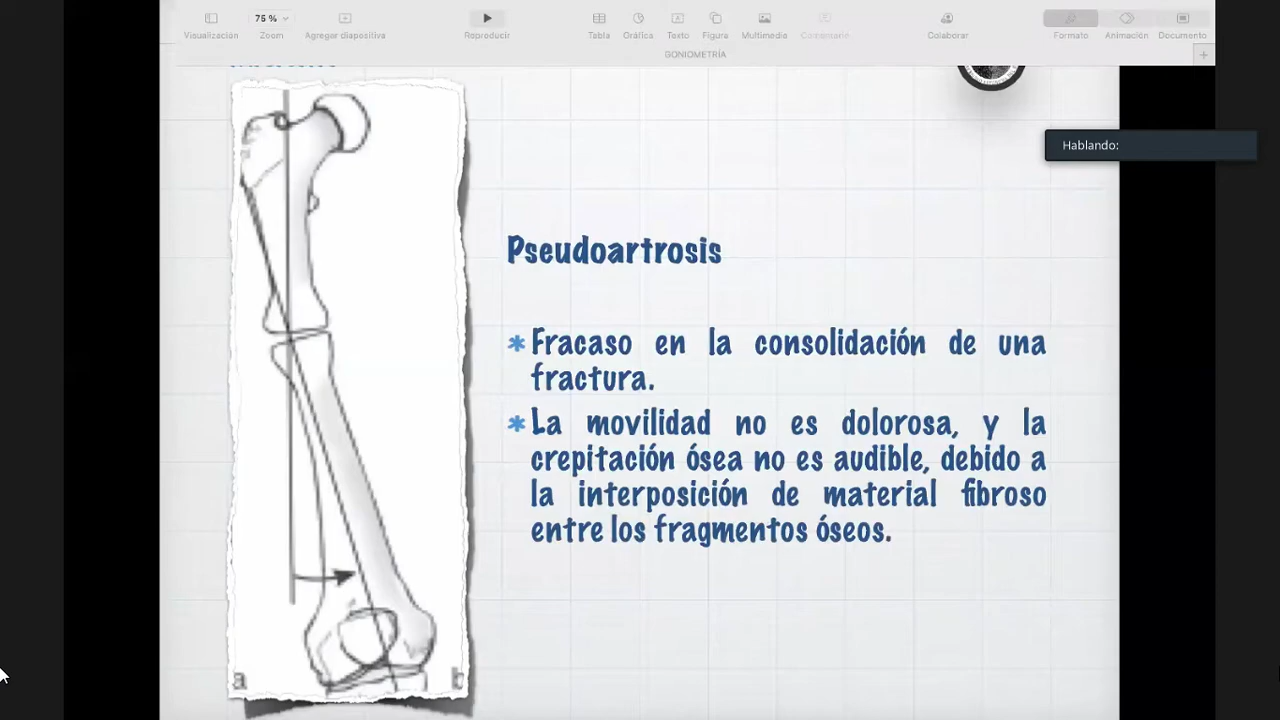 Visualización
75 %
Zoom
Agregar diapositiva
Reproducir
Tabla
Gráfica
Texto
Figura
Multimedia
Comentario
Colaborar
Formato
Animación
Documento
GONIOMETRÍA
Hablando:
Pseudoartrosis
* Fracaso en la consolidación de una
fractura.
* La movilidad no es dolorosa, y la
crepitación ósea no es audible, debido a
la interposición de material fibroso
entre los fragmentos óseos.
a
b